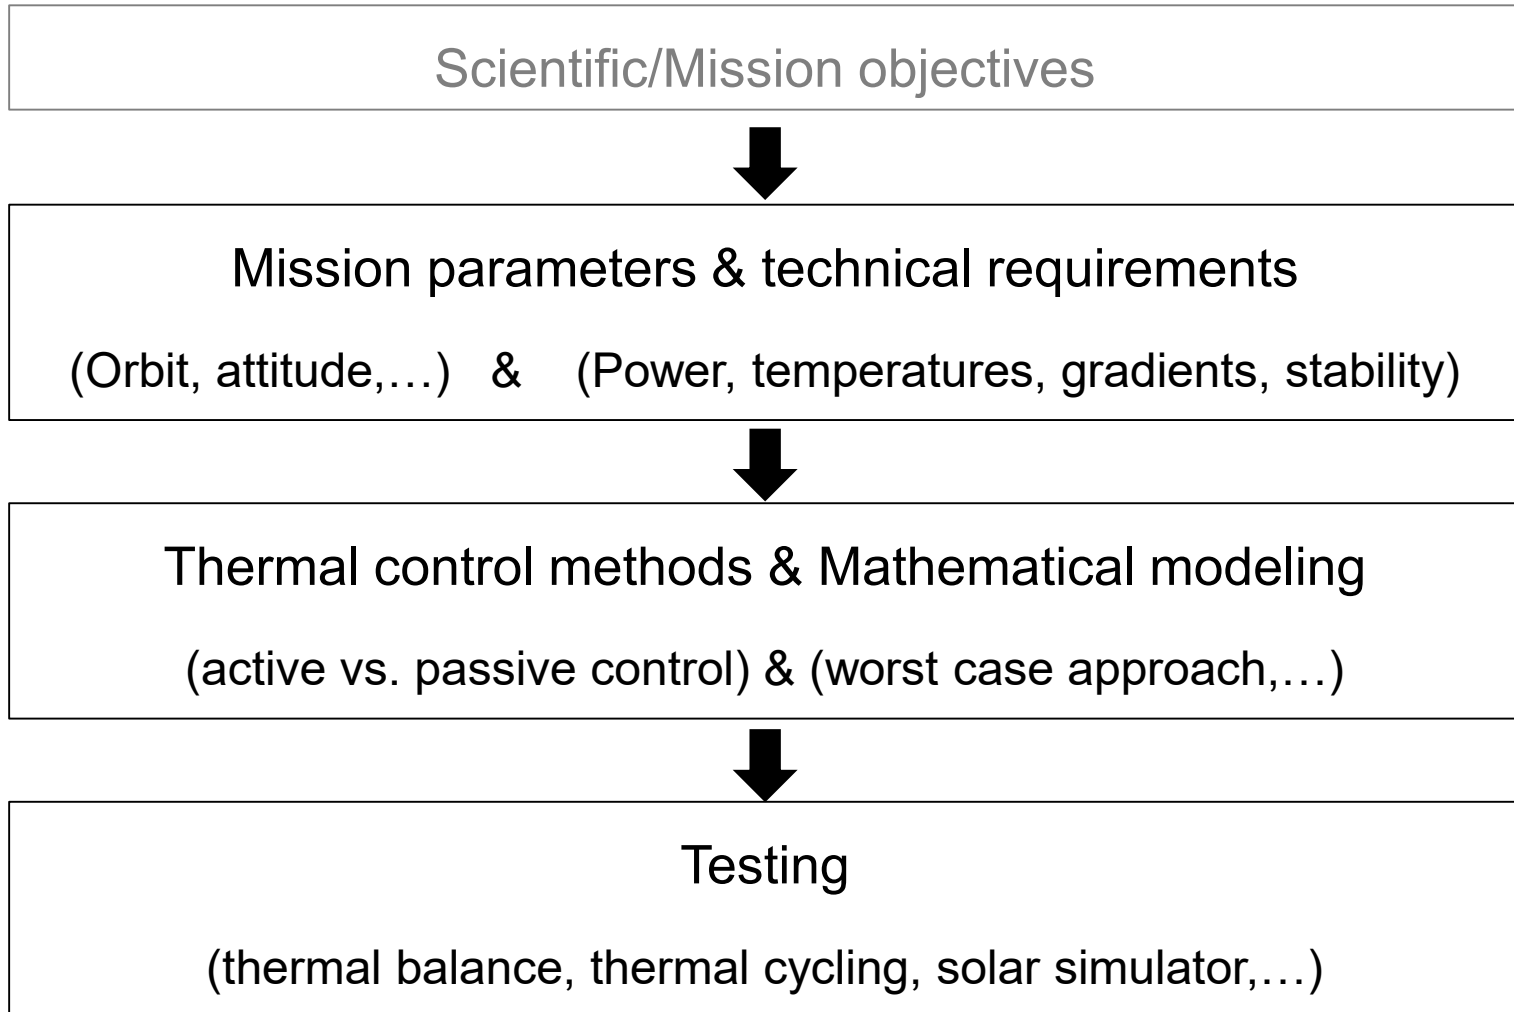 Scientific/Mission objectives
Mission parameters & technical requirements
(Orbit, attitude,…) & (Power, temperatures, gradients, stability)
Thermal control methods & Mathematical modeling
(active vs. passive control) & (worst case approach,…)
Testing
(thermal balance, thermal cycling, solar simulator,…)